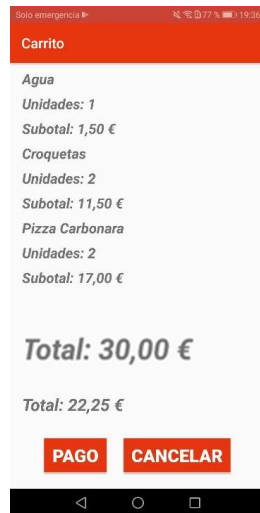 Solo emergencia
77 % 19:36
Carrito
Agua
Unidades: 1
Subotal: 1,50 €
Croquetas
Unidades: 2
Subotal: 11,50 €
Pizza Carbonara
Unidades: 2
Subotal: 17,00 €
Total: 30,00 €
Total: 22,25 €
PAGO CANCELAR